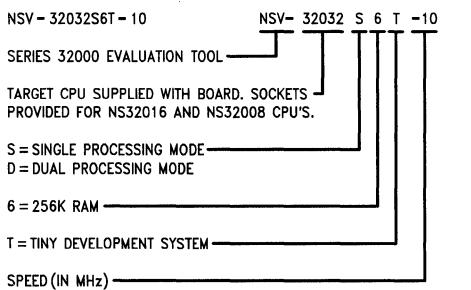 NSV-32032S6T-10 NSV- 32032 S 6 T -10
SERIES 32000 EVALUATION TOOL
TARGET CPU SUPPLIED WITH BOARD. SOCKETS
PROVIDED FOR NS32016 AND NS32008 CPU'S.
S = SINGLE PROCESSING MODE
D = DUAL PROCESSING MODE
6 = 256K RAM
T = TINY DEVELOPMENT SYSTEM
SPEED (IN MHz)